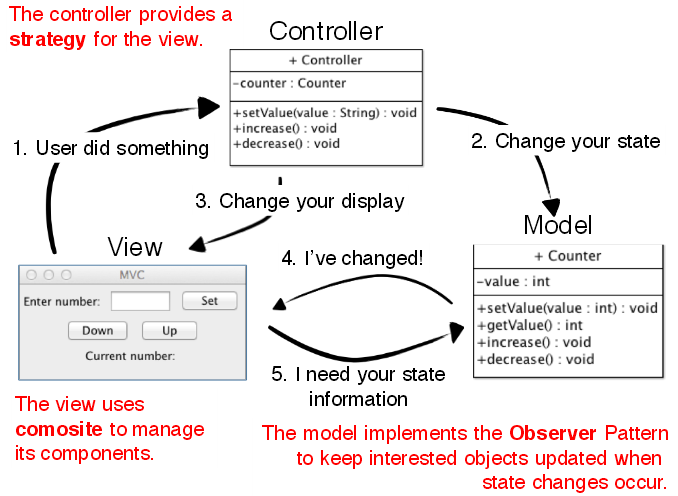 The controller provides a
strategy for the view.
Controller
+ Controller
-counter : Counter
+setValue(value : String) : void
+increase() : void
+decrease() : void
1. User did something
2. Change your state
3. Change your display
View
MVC
Enter number:
Set
Down
Up
Current number:
4. I've changed!
Model
+ Counter
-value : int
+setValue(value : int) : void
+getValue() : int
+increase() : void
+decrease() : void
5. I need your state
information
The view uses
comosite to manage
its components.
The model implements the Observer Pattern
to keep interested objects updated when
state changes occur.